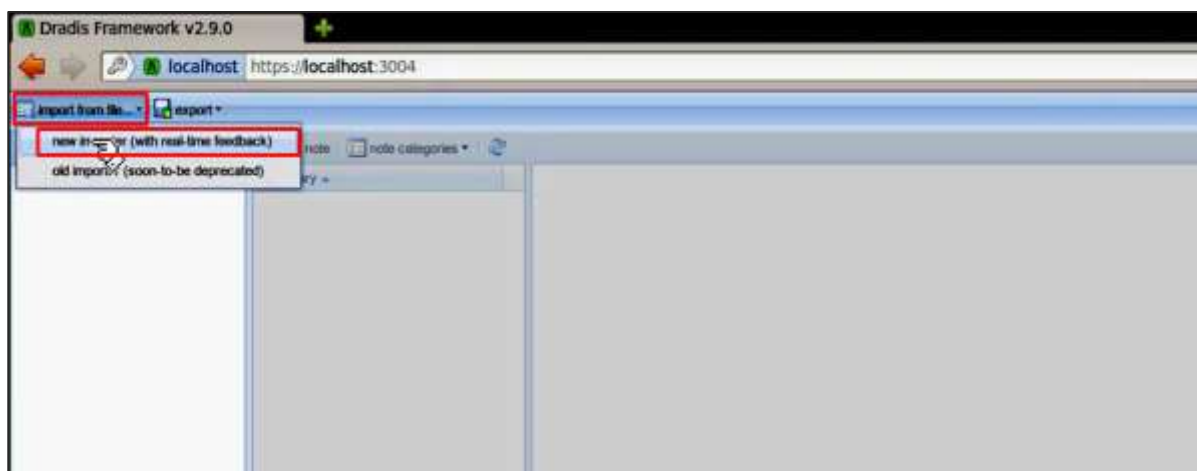 Dradis Framework v2.9.0
localhost https://localhost:3004
import from file... export
new (with real-time feedback)
note note categories
old importer (soon-to-be deprecated)
ry